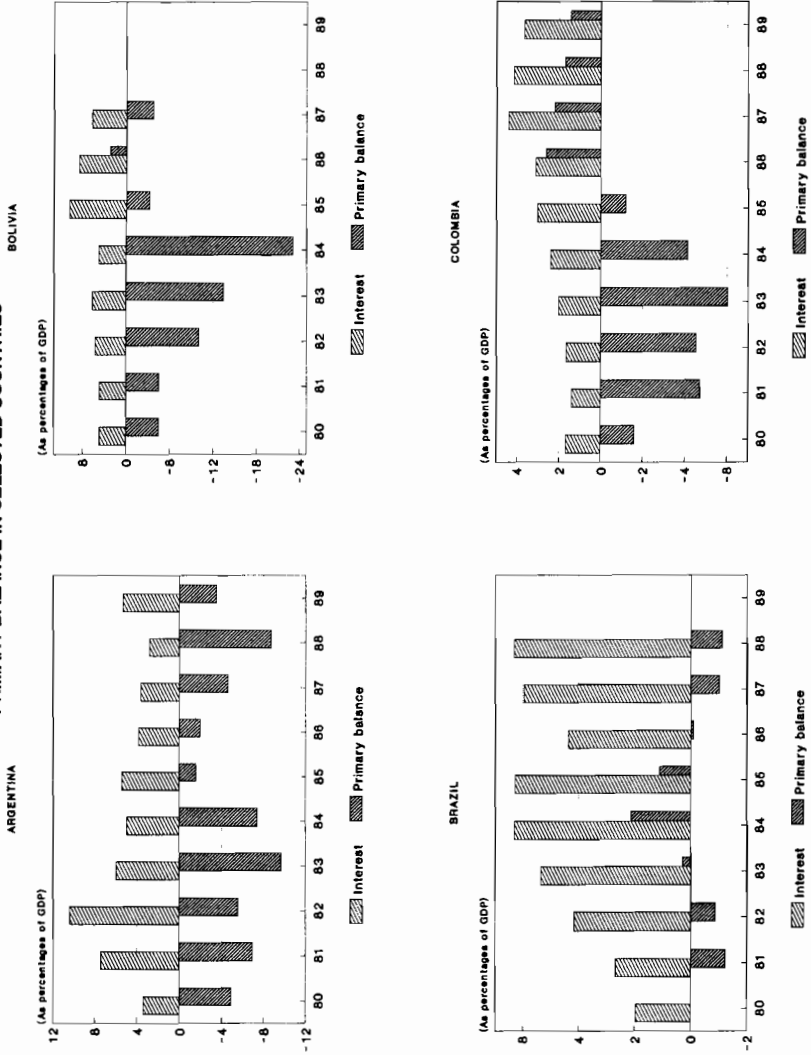 PRIMARY BALANCE IN SELECTED COUNTRIES
ARGENTINA
(As percentages of GDP)
12
8
4
0
-4
-8
-12
80 81 82 83 84 85 86 87 88 89
Interest Primary balance
BOLIVIA
(As percentages of GDP)
6
0
-6
-12
-18
-24
80 81 82 83 84 85 86 87 88 89
Interest Primary balance
BRAZIL
(As percentages of GDP)
6
4
2
0
-2
80 81 82 83 84 85 86 87 88 89
Interest Primary balance
COLOMBIA
(As percentages of GDP)
4
2
0
-2
-4
-6
80 81 82 83 84 85 86 87 88 89
Interest Primary balance